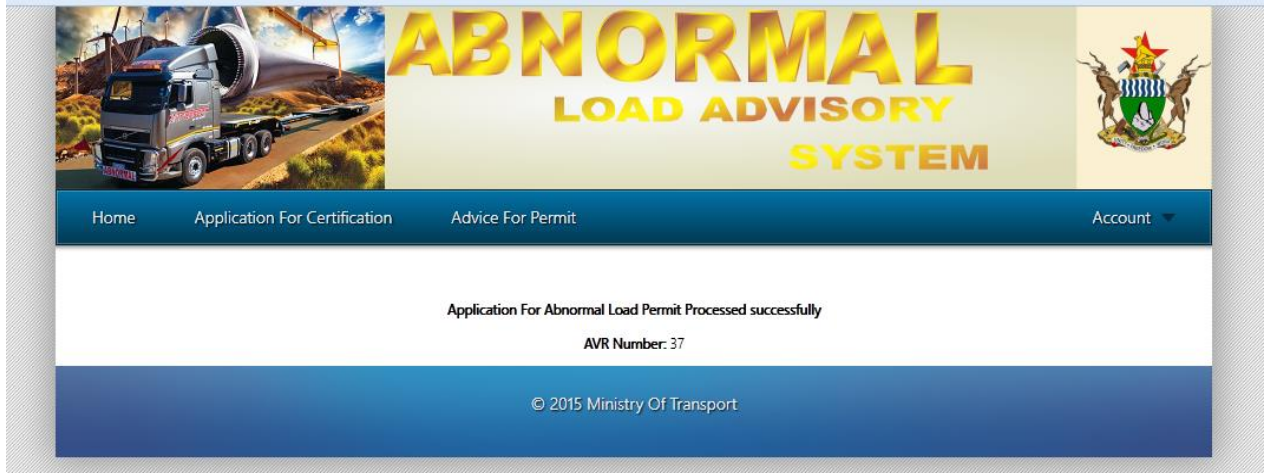 ABNORMAL
LOAD ADVISORY
SYSTEM
ABNORMAL
Home Application For Certification Advice For Permit Account
Application For Abnormal Load Permit Processed successfully
AVR Number: 37
© 2015 Ministry Of Transport